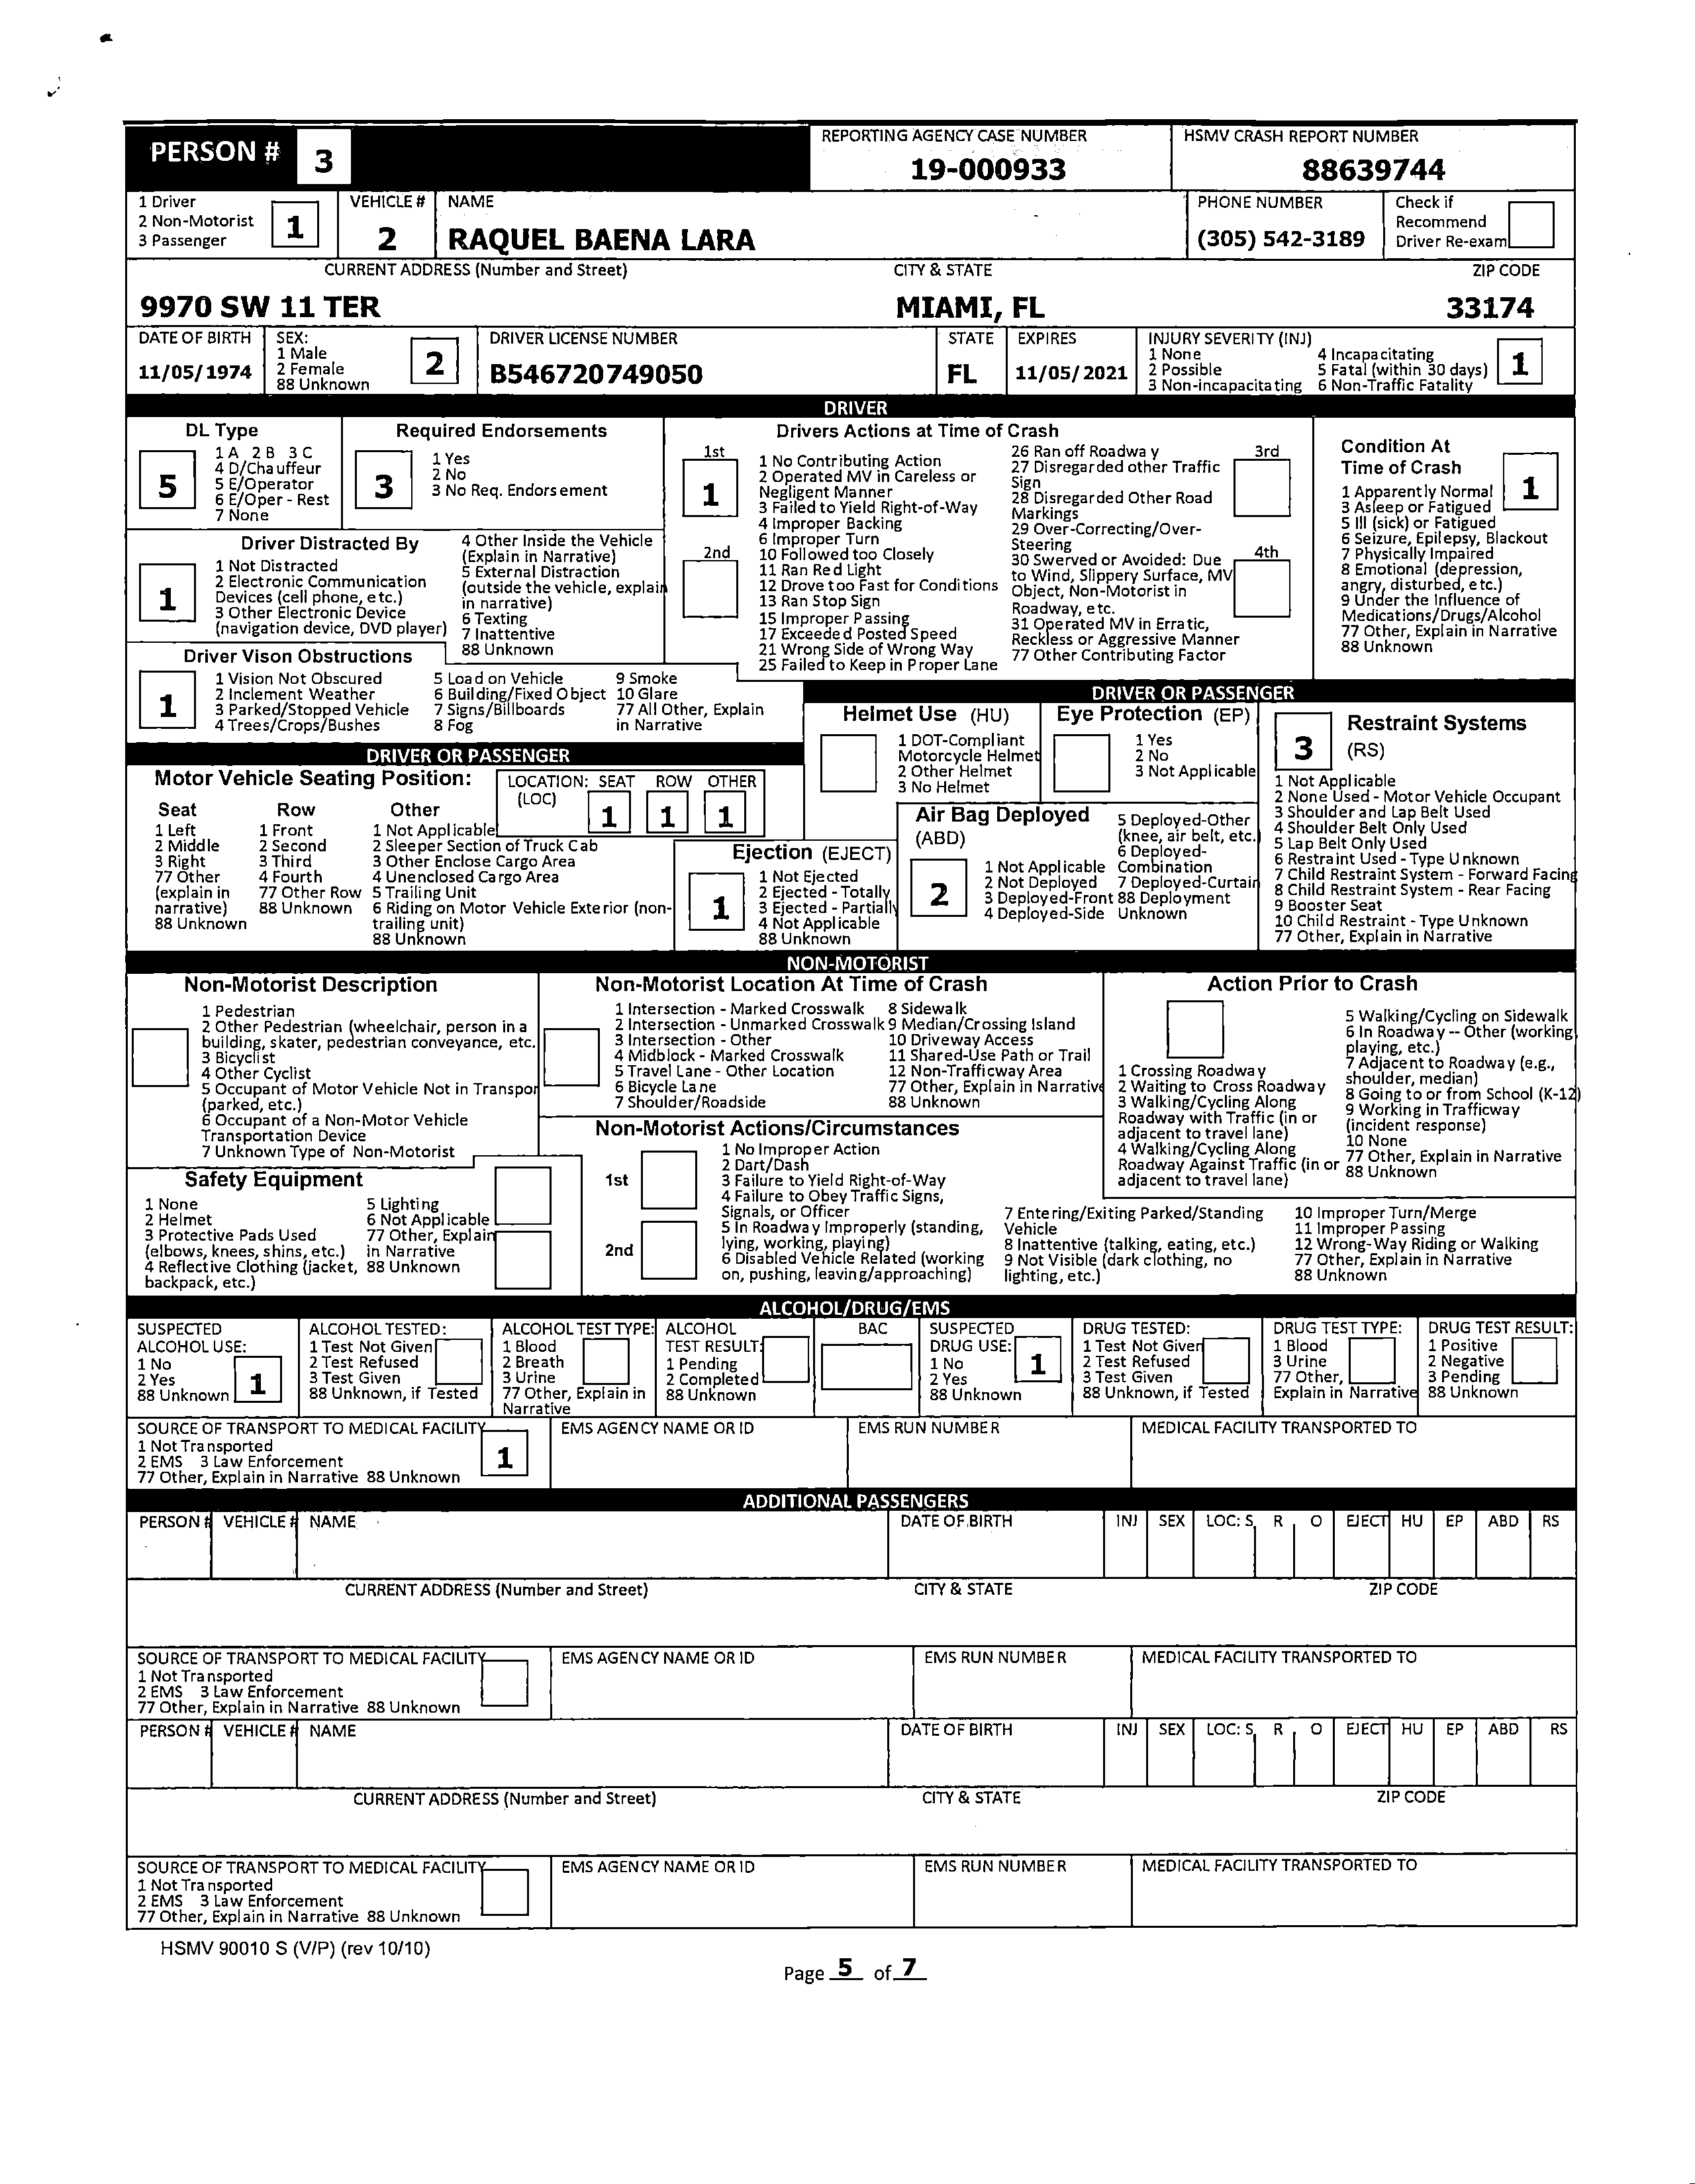 PERSON # 3
REPORTING AGENCY CASE NUMBER
19-000933
HSMV CRASH REPORT NUMBER
88639744
1 Driver
2 Non-Motorist
3 Passenger
1
VEHICLE #
2
NAME
RAQUEL BAENA LARA
PHONE NUMBER
(305) 542-3189
Check if
Recommend
Driver Re-exam
CURRENT ADDRESS (Number and Street)
CITY & STATE
ZIP CODE
9970 SW 11 TER
MIAMI, FL
33174
DATE OF BIRTH
11/05/1974
SEX:
1 Male
2 Female
88 Unknown
2
DRIVER LICENSE NUMBER
B546720749050
STATE
FL
EXPIRES
11/05/2021
INJURY SEVERITY (INJ)
1 None
2 Possible
3 Non-incapacitating
4 Incapacitating
5 Fatal (within 30 days)
6 Non-Traffic Fatality
1
DRIVER
DL Type
5
1 A 2 B 3 C
4 D/Chauffeur
5 E/Operator
6 E/Oper - Rest
7 None
Required Endorsements
3
1 Yes
2 No
3 No Req. Endorsement
Drivers Actions at Time of Crash
1st
1
2nd
1 No Contributing Action
2 Operated MV in Careless or
Negligent Manner
3 Failed to Yield Right-of-Way
4 Improper Backing
6 Improper Turn
10 Followed too Closely
11 Ran Red Light
12 Drove too Fast for Conditions
13 Ran Stop Sign
15 Improper Passing
17 Exceeded Posted Speed
21 Wrong Side of Wrong Way
25 Failed to Keep in Proper Lane
26 Ran off Roadway
27 Disregarded other Traffic
Sign
28 Disregarded Other Road
Markings
29 Over-Correcting/Over-
Steering
30 Swerved or Avoided: Due
to Wind, Slippery Surface, MV
Object, Non-Motorist in
Roadway, etc.
31 Operated MV in Erratic,
Reckless or Aggressive Manner
77 Other Contributing Factor
3rd
4th
Condition At
Time of Crash
1
1 Apparently Normal
3 Asleep or Fatigued
5 Ill (sick) or Fatigued
6 Seizure, Epilepsy, Blackout
7 Physically Impaired
8 Emotional (depression,
angry, disturbed, etc.)
9 Under the Influence of
Medications/Drugs/Alcohol
77 Other, Explain in Narrative
88 Unknown
Driver Distracted By
1
1 Not Distracted
2 Electronic Communication
Devices (cell phone, etc.)
3 Other Electronic Device
(navigation device, DVD player)
4 Other Inside the Vehicle
(Explain in Narrative)
5 External Distraction
(outside the vehicle, explain
in narrative)
6 Texting
7 Inattentive
88 Unknown
Driver Vison Obstructions
1
1 Vision Not Obscured
2 Inclement Weather
3 Parked/Stopped Vehicle
4 Trees/Crops/Bushes
5 Load on Vehicle
6 Building/Fixed Object
7 Signs/Billboards
8 Fog
9 Smoke
10 Glare
77 All Other, Explain
in Narrative
DRIVER OR PASSENGER
Motor Vehicle Seating Position:
LOCATION: SEAT ROW OTHER
(LOC)
1 1 1
Seat
1 Left
2 Middle
3 Right
77 Other
(explain in
narrative)
88 Unknown
Row
1 Front
2 Second
3 Third
4 Fourth
77 Other Row
88 Unknown
Other
1 Not Applicable
2 Sleeper Section of Truck Cab
3 Other Enclose Cargo Area
4 Unenclosed Cargo Area
5 Trailing Unit
6 Riding on Motor Vehicle Exterior (non-
trailing unit)
88 Unknown
Ejection (EJECT)
1
1 Not Ejected
2 Ejected - Totally
3 Ejected - Partially
4 Not Applicable
88 Unknown
DRIVER OR PASSENGER
Helmet Use (HU)
1 DOT-Compliant
Motorcycle Helmet
2 Other Helmet
3 No Helmet
Eye Protection (EP)
1 Yes
2 No
3 Not Applicable
Air Bag Deployed
(ABD)
2
1 Not Applicable
2 Not Deployed
3 Deployed-Front
4 Deployed-Side
5 Deployed-Other
(knee, air belt, etc.)
6 Deployed-
Combination
7 Deployed-Curtain
88 Deployment
Unknown
3
Restraint Systems
(RS)
1 Not Applicable
2 None Used - Motor Vehicle Occupant
3 Shoulder and Lap Belt Used
4 Shoulder Belt Only Used
5 Lap Belt Only Used
6 Restraint Used - Type Unknown
7 Child Restraint System - Forward Facing
8 Child Restraint System - Rear Facing
9 Booster Seat
10 Child Restraint - Type Unknown
77 Other, Explain in Narrative
NON-MOTORIST
Non-Motorist Description
1 Pedestrian
2 Other Pedestrian (wheelchair, person in a
building, skater, pedestrian conveyance, etc.
3 Bicyclist
4 Other Cyclist
5 Occupant of Motor Vehicle Not in Transpor
(parked, etc.)
6 Occupant of a Non-Motor Vehicle
Transportation Device
7 Unknown Type of Non-Motorist
Non-Motorist Location At Time of Crash
1 Intersection - Marked Crosswalk
2 Intersection - Unmarked Crosswalk
3 Intersection - Other
4 Midblock - Marked Crosswalk
5 Travel Lane - Other Location
6 Bicycle Lane
7 Shoulder/Roadside
8 Sidewalk
9 Median/Crossing Island
10 Driveway Access
11 Shared-Use Path or Trail
12 Non-Trafficway Area
77 Other, Explain in Narrative
88 Unknown
Action Prior to Crash
1 Crossing Roadway
2 Waiting to Cross Roadway
3 Walking/Cycling Along
Roadway with Traffic (in or
adjacent to travel lane)
4 Walking/Cycling Along
Roadway Against Traffic (in or
adjacent to travel lane)
5 Walking/Cycling on Sidewalk
6 In Roadway -- Other (working,
playing, etc.)
7 Adjacent to Roadway (e.g.,
shoulder, median)
8 Going to or from School (K-12)
9 Working in Trafficway
(incident response)
10 None
77 Other, Explain in Narrative
88 Unknown
Safety Equipment
1 None
2 Helmet
3 Protective Pads Used
(elbows, knees, shins, etc.)
4 Reflective Clothing (jacket,
backpack, etc.)
5 Lighting
6 Not Applicable
77 Other, Explain
in Narrative
88 Unknown
Non-Motorist Actions/Circumstances
1st
2nd
1 No Improper Action
2 Dart/Dash
3 Failure to Yield Right-of-Way
4 Failure to Obey Traffic Signs,
Signals, or Officer
5 In Roadway Improperly (standing,
lying, working, playing)
6 Disabled Vehicle Related (working
on, pushing, leaving/approaching)
7 Entering/Exiting Parked/Standing
Vehicle
8 Inattentive (talking, eating, etc.)
9 Not Visible (dark clothing, no
lighting, etc.)
10 Improper Turn/Merge
11 Improper Passing
12 Wrong-Way Riding or Walking
77 Other, Explain in Narrative
88 Unknown
ALCOHOL/DRUG/EMS
SUSPECTED
ALCOHOL USE:
1 No
2 Yes
88 Unknown
1
ALCOHOL TESTED:
1 Test Not Given
2 Test Refused
3 Test Given
88 Unknown, if Tested
ALCOHOL TEST TYPE:
1 Blood
2 Breath
3 Urine
77 Other, Explain in
Narrative
ALCOHOL
TEST RESULT:
1 Pending
2 Completed
88 Unknown
BAC
SUSPECTED
DRUG USE:
1 No
2 Yes
88 Unknown
1
DRUG TESTED:
1 Test Not Given
2 Test Refused
3 Test Given
88 Unknown, if Tested
DRUG TEST TYPE:
1 Blood
3 Urine
77 Other,
Explain in Narrative
DRUG TEST RESULT:
1 Positive
2 Negative
3 Pending
88 Unknown
SOURCE OF TRANSPORT TO MEDICAL FACILITY
1 Not Transported
2 EMS 3 Law Enforcement
77 Other, Explain in Narrative 88 Unknown
1
EMS AGENCY NAME OR ID
EMS RUN NUMBER
MEDICAL FACILITY TRANSPORTED TO
ADDITIONAL PASSENGERS
PERSON # VEHICLE # NAME DATE OF BIRTH INJ SEX LOC: S R O EJECT HU EP ABD RS
CURRENT ADDRESS (Number and Street) CITY & STATE ZIP CODE
SOURCE OF TRANSPORT TO MEDICAL FACILITY
1 Not Transported
2 EMS 3 Law Enforcement
77 Other, Explain in Narrative 88 Unknown
EMS AGENCY NAME OR ID
EMS RUN NUMBER
MEDICAL FACILITY TRANSPORTED TO
PERSON # VEHICLE # NAME DATE OF BIRTH INJ SEX LOC: S R O EJECT HU EP ABD RS
CURRENT ADDRESS (Number and Street) CITY & STATE ZIP CODE
SOURCE OF TRANSPORT TO MEDICAL FACILITY
1 Not Transported
2 EMS 3 Law Enforcement
77 Other, Explain in Narrative 88 Unknown
EMS AGENCY NAME OR ID
EMS RUN NUMBER
MEDICAL FACILITY TRANSPORTED TO
HSMV 90010 S (V/P) (rev 10/10)
Page 5 of 7